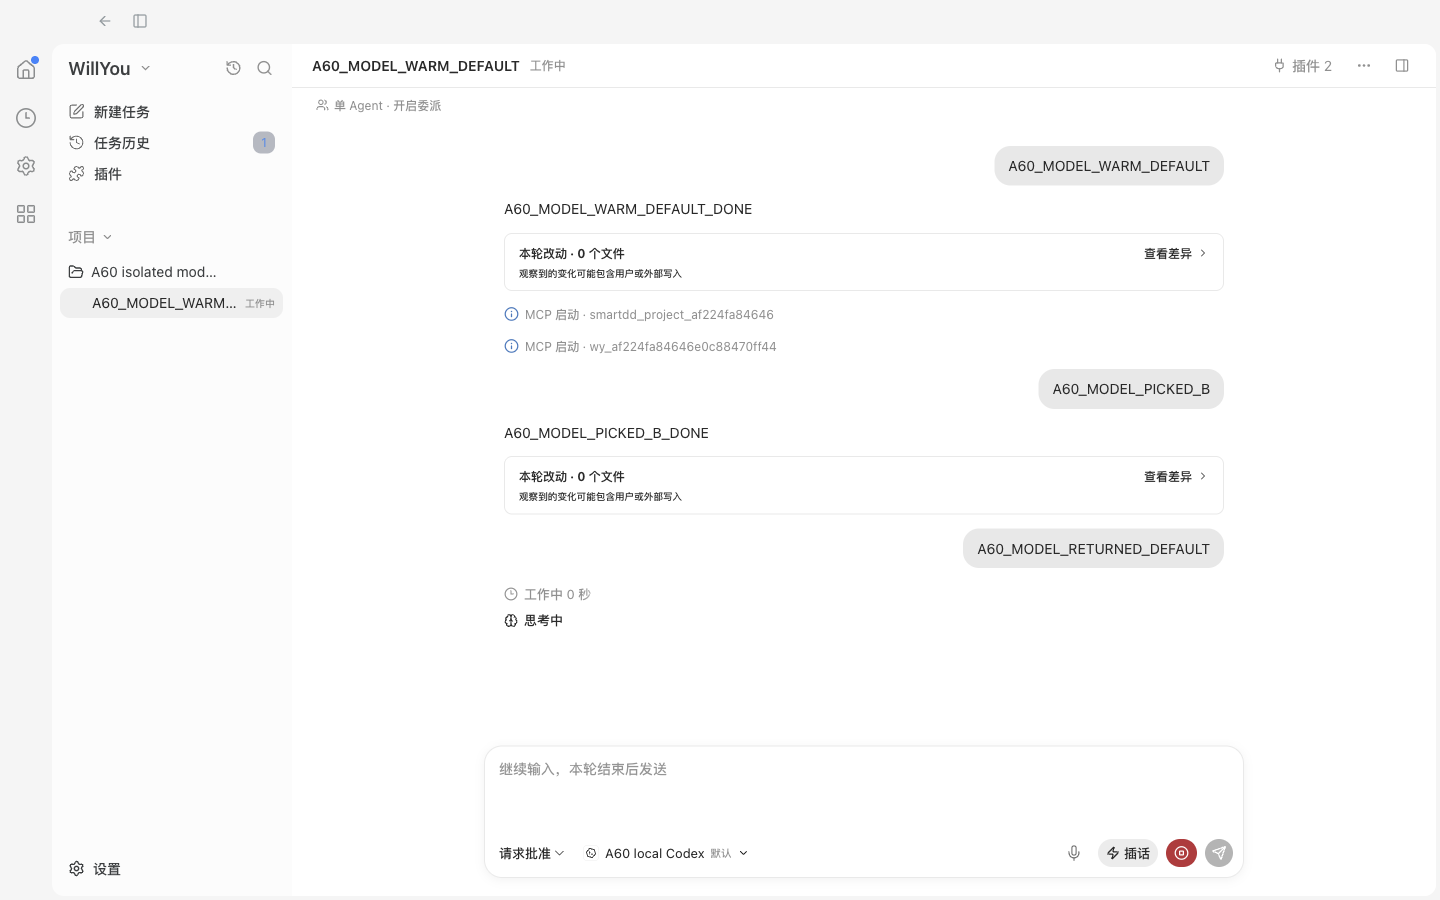 WillYou
新建任务
任务历史
1
插件
项目
A60 isolated mod...
A60_MODEL_WARM... 工作中
设置
A60_MODEL_WARM_DEFAULT 工作中
插件 2
单 Agent · 开启委派
A60_MODEL_WARM_DEFAULT
A60_MODEL_WARM_DEFAULT_DONE
本轮改动 · 0 个文件
查看差异
观察到的变化可能包含用户或外部写入
MCP 启动 · smartdd_project_af224fa84646
MCP 启动 · wy_af224fa84646e0c88470ff44
A60_MODEL_PICKED_B
A60_MODEL_PICKED_B_DONE
本轮改动 · 0 个文件
查看差异
观察到的变化可能包含用户或外部写入
A60_MODEL_RETURNED_DEFAULT
工作中 0 秒
思考中
继续输入，本轮结束后发送
请求批准
A60 local Codex 默认
插话